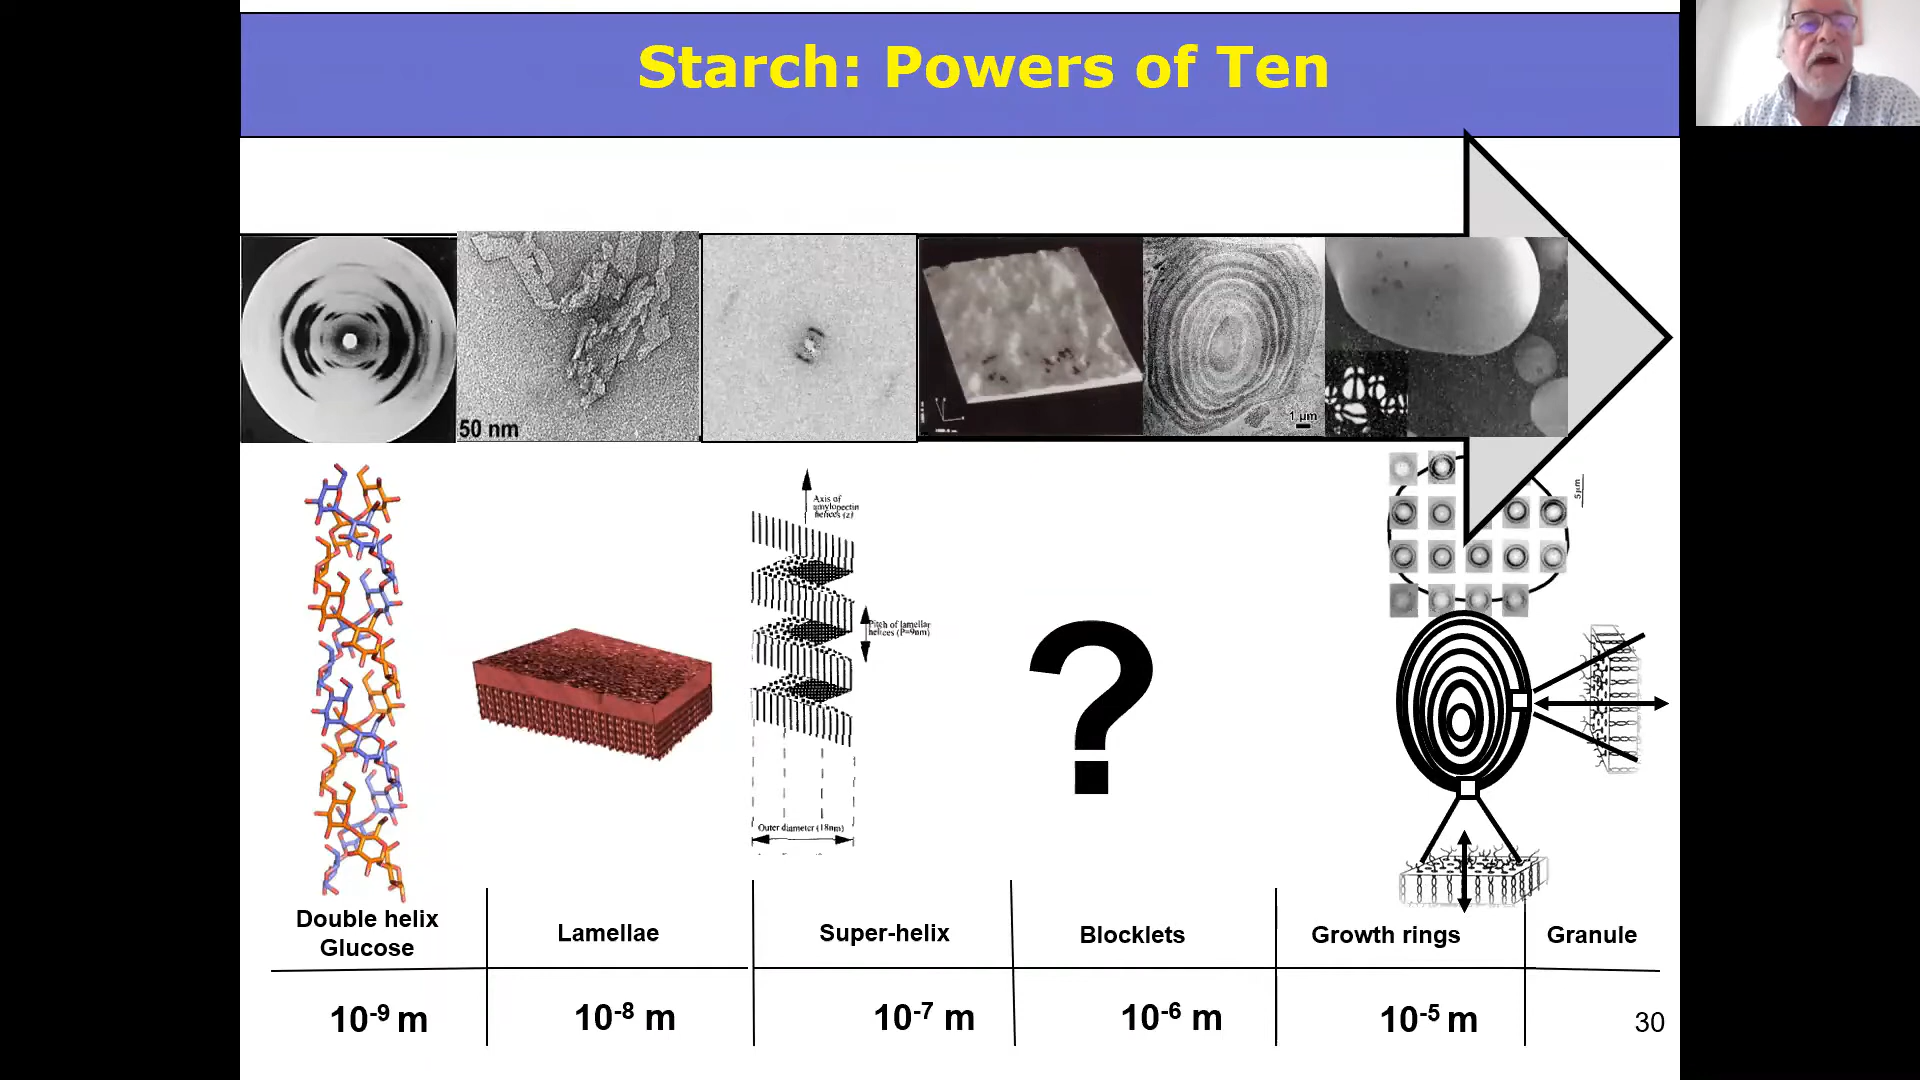 Starch: Powers of Ten
50 nm
1 µm
Axis of
amylopectin
helices (z)
5µm
Pitch of lamellar
helices (P=9nm)
?
Outer diameter (18nm)
Double helix
Glucose
Lamellae
Super-helix
Blocklets
Growth rings
Granule
10-9 m
10-8 m
10-7 m
10-6 m
10-5 m
30